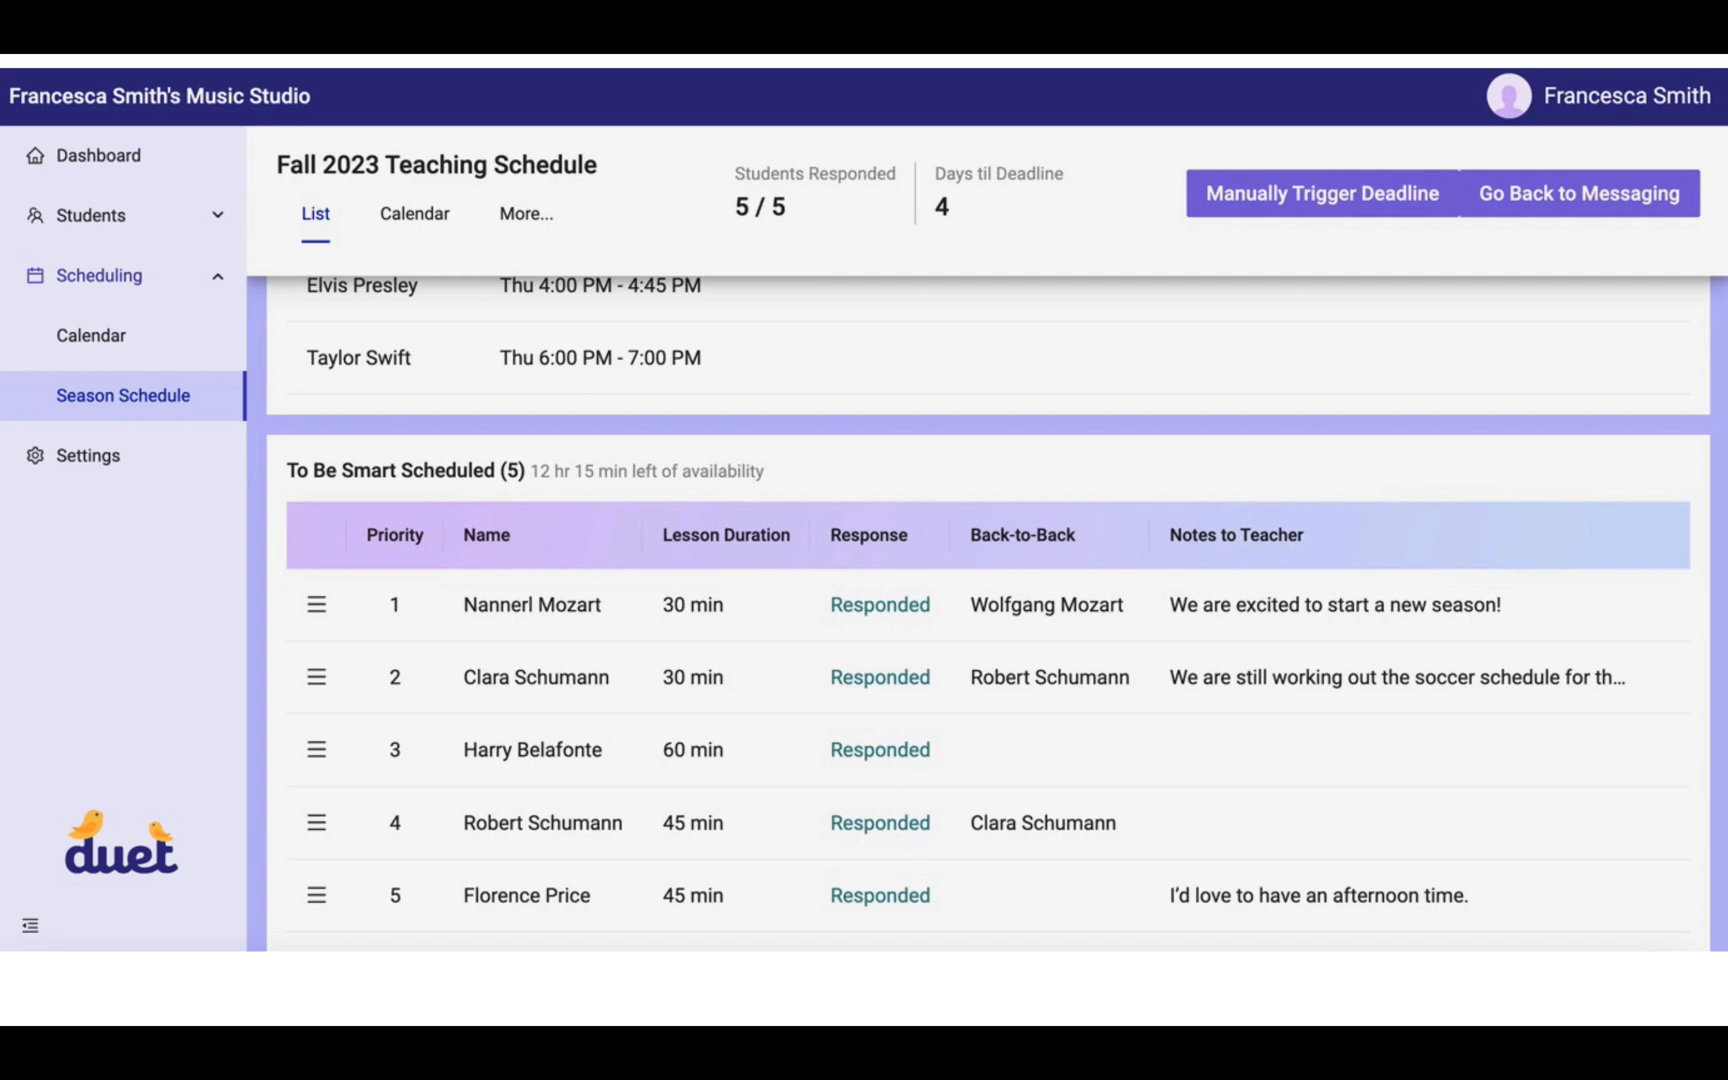 Francesca Smith's Music Studio
Francesca Smith
Dashboard
Students
Scheduling
Calendar
Season Schedule
Settings
duet
Fall 2023 Teaching Schedule
List Calendar More...
Students Responded
5 / 5
Days til Deadline
4
Manually Trigger Deadline
Go Back to Messaging
Elvis Presley Thu 4:00 PM - 4:45 PM
Taylor Swift Thu 6:00 PM - 7:00 PM
To Be Smart Scheduled (5) 12 hr 15 min left of availability
Priority Name Lesson Duration Response Back-to-Back Notes to Teacher
1 Nannerl Mozart 30 min Responded Wolfgang Mozart We are excited to start a new season!
2 Clara Schumann 30 min Responded Robert Schumann We are still working out the soccer schedule for th...
3 Harry Belafonte 60 min Responded
4 Robert Schumann 45 min Responded Clara Schumann
5 Florence Price 45 min Responded I'd love to have an afternoon time.